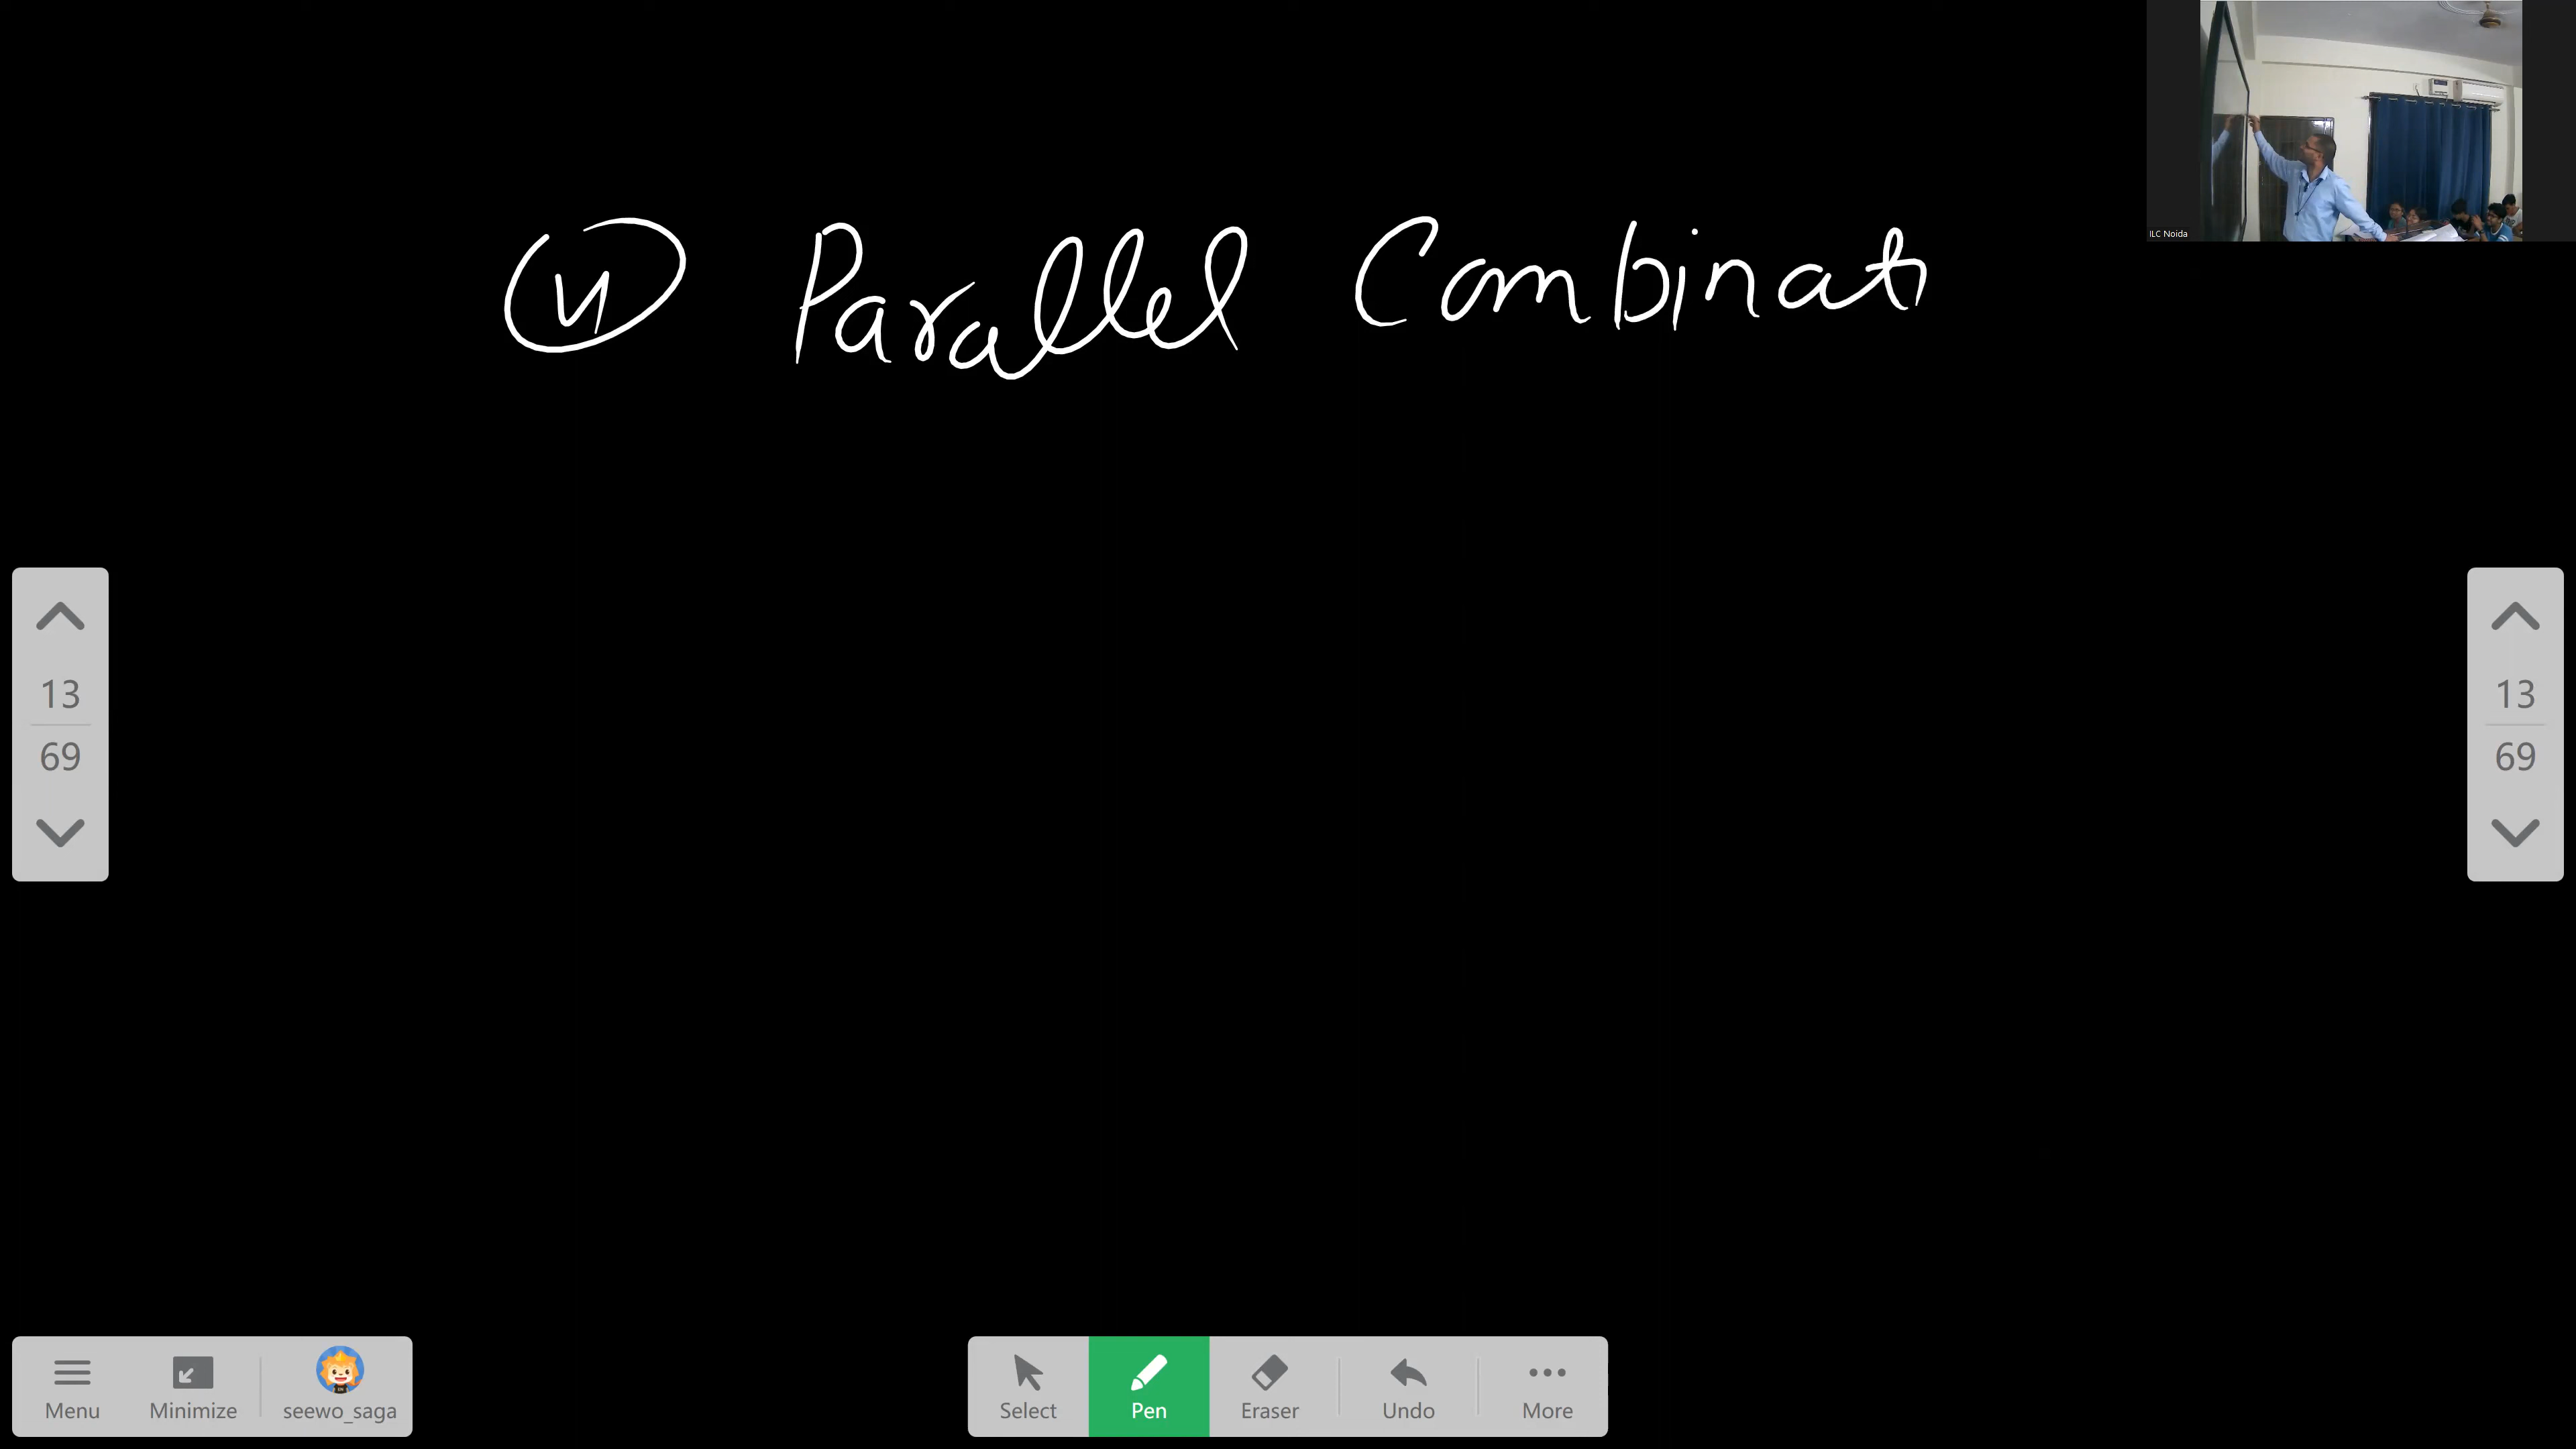 Parallel Combinati
ILC Noida
13
69
13
69
Menu Minimize seewo_saga Select Pen Eraser Undo More